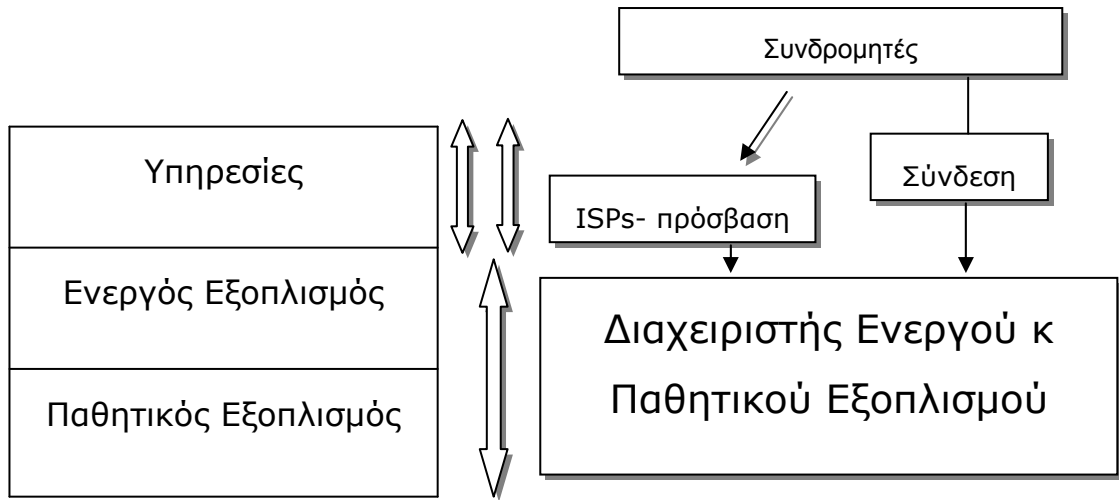 Συνδρομητές
Υπηρεσίες
Σύνδεση
ISPs- πρόσβαση
Ενεργός Εξοπλισμός
Διαχειριστής Ενεργού κ
Παθητικού Εξοπλισμού
Παθητικός Εξοπλισμός